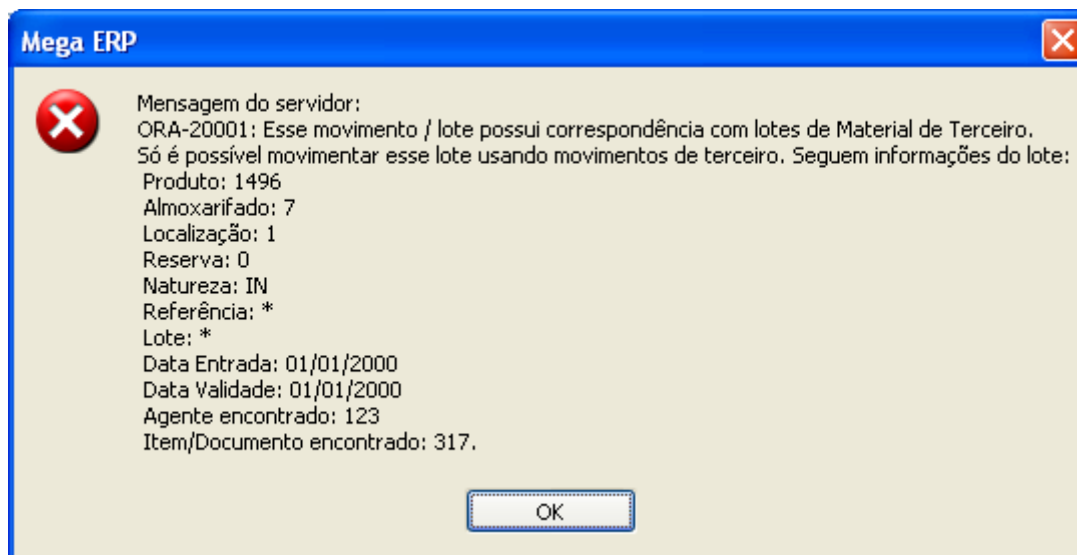 Mega ERP
Mensagem do servidor:
ORA-20001: Esse movimento / lote possui correspondência com lotes de Material de Terceiro.
Só é possível movimentar esse lote usando movimentos de terceiro. Seguem informações do lote:
Produto: 1496
Almoxarifado: 7
Localização: 1
Reserva: 0
Natureza: IN
Referência: *
Lote: *
Data Entrada: 01/01/2000
Data Validade: 01/01/2000
Agente encontrado: 123
Item/Documento encontrado: 317.
OK